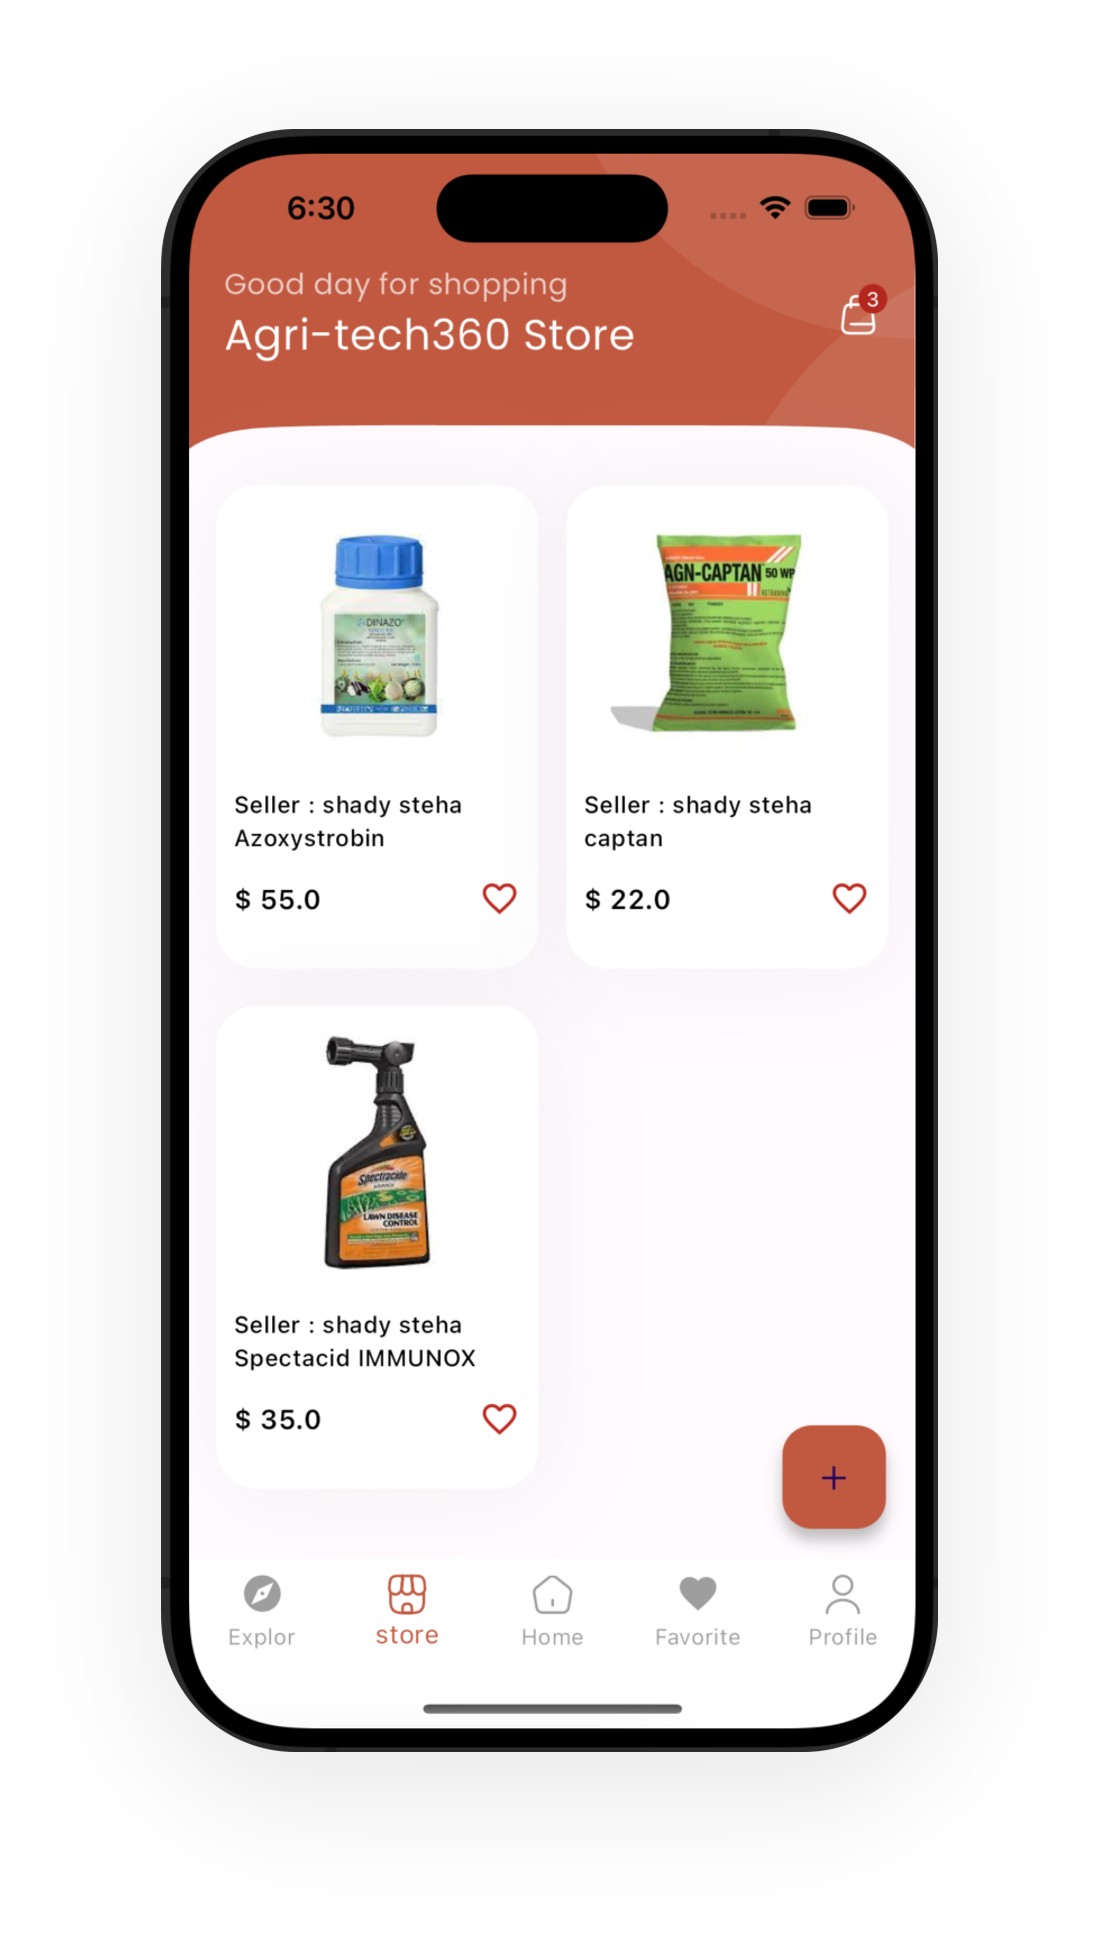 6:30
Good day for shopping
Agri-tech360 Store
3
DINAZO
AGN-CAPTAN 50 WP
Seller : shady steha
Azoxystrobin
$ 55.0
Seller : shady steha
captan
$ 22.0
Spectracide
LAWN DISEASE
CONTROL
Seller : shady steha
Spectacid IMMUNOX
$ 35.0
+
Explor
store
Home
Favorite
Profile